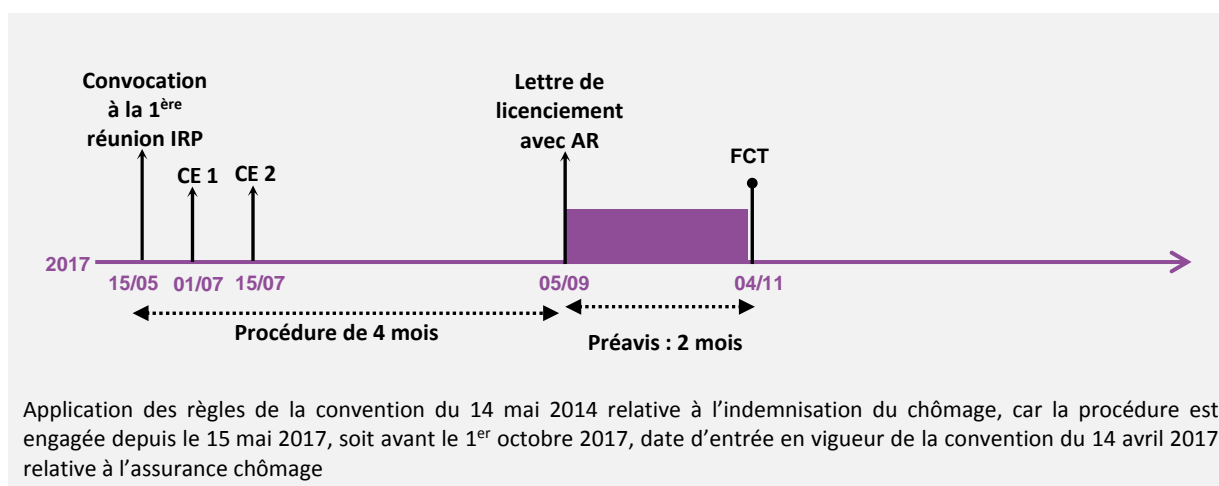 Convocation
à la 1ère
réunion IRP
CE 1
CE 2
Lettre de
licenciement
avec AR
FCT
2017
15/05
01/07
15/07
05/09
04/11
Procédure de 4 mois
Préavis : 2 mois
Application des règles de la convention du 14 mai 2014 relative à l’indemnisation du chômage, car la procédure est
engagée depuis le 15 mai 2017, soit avant le 1er octobre 2017, date d’entrée en vigueur de la convention du 14 avril 2017
relative à l’assurance chômage